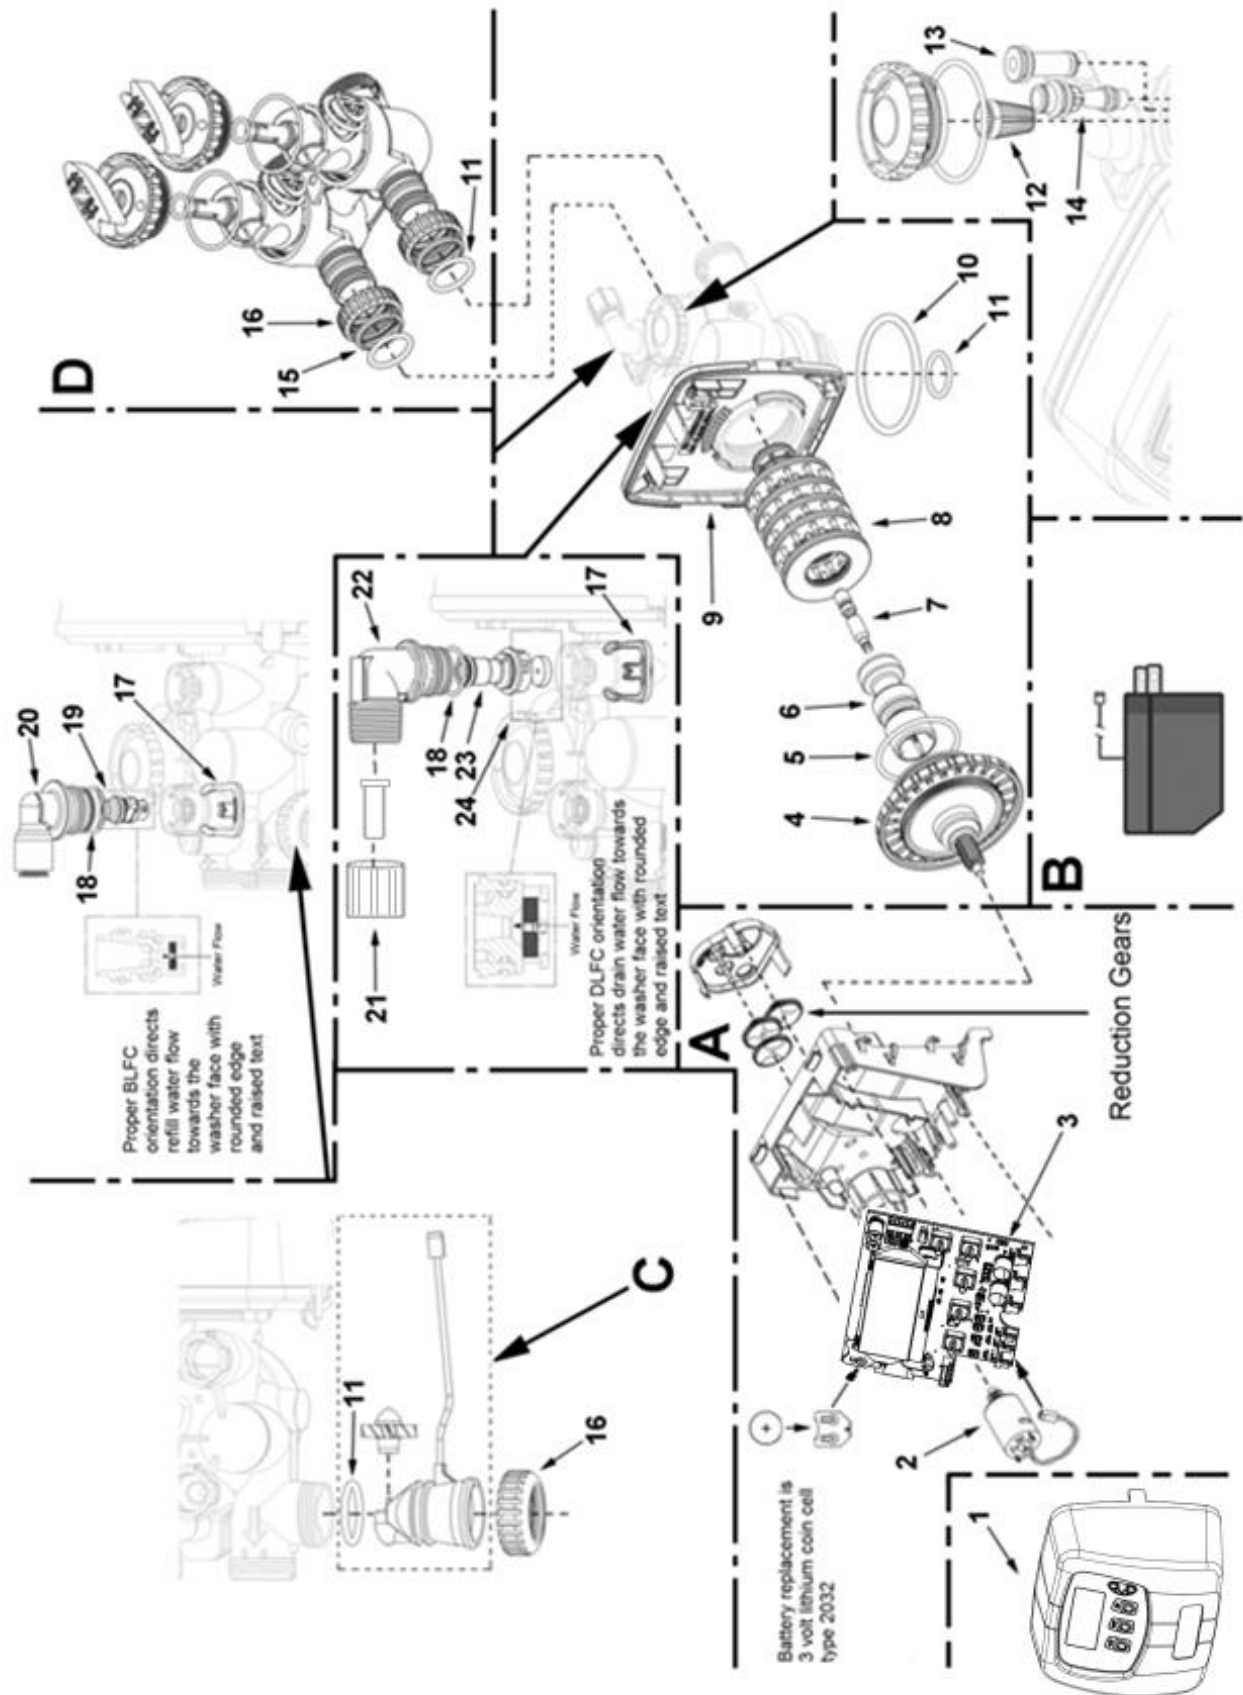 D
16
15
11
13
12
14
10
11
9
8
7
6
5
4
20
19
18
17
Water Flow
Proper BLFC
orientation directs
refill water flow
towards the
washer face with
rounded edge
and raised text
22
18
23
24
17
21
Water Flow
Proper DLFC orientation
directs drain water flow towards
the washer face with rounded
edge and raised text
B
A
Reduction Gears
3
2
C
11
16
Battery replacement is
3 volt lithium coin cell
type 2032
1